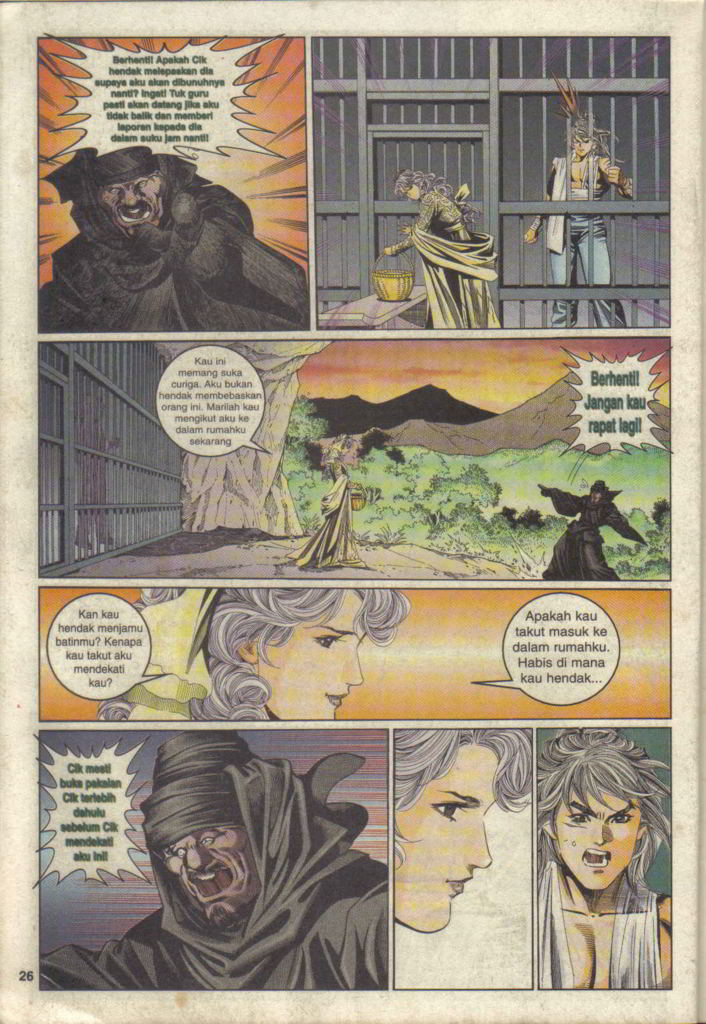 Berhenti! Apakah Cik
hendak melepaskan dia
supaya aku akan dibunuhnya
nanti? Ingat! Tuk guru
pasti akan datang jika aku
tidak balik dan memberi
laporan kepada dia
dalam suku jam nanti!
Kau ini
memang suka
curiga. Aku bukan
hendak membebaskan
orang ini. Marilah kau
mengikut aku ke
dalam rumahku
sekarang
Berhenti!
Jangan kau
rapat lagi!
Kan kau
hendak menjamu
batinmu? Kenapa
kau takut aku
mendekati
kau?
Apakah kau
takut masuk ke
dalam rumahku.
Habis di mana
kau hendak...
Cik mesti
buka pakaian
Cik terlebih
dahulu
sebelum Cik
mendekati
aku ini!
26